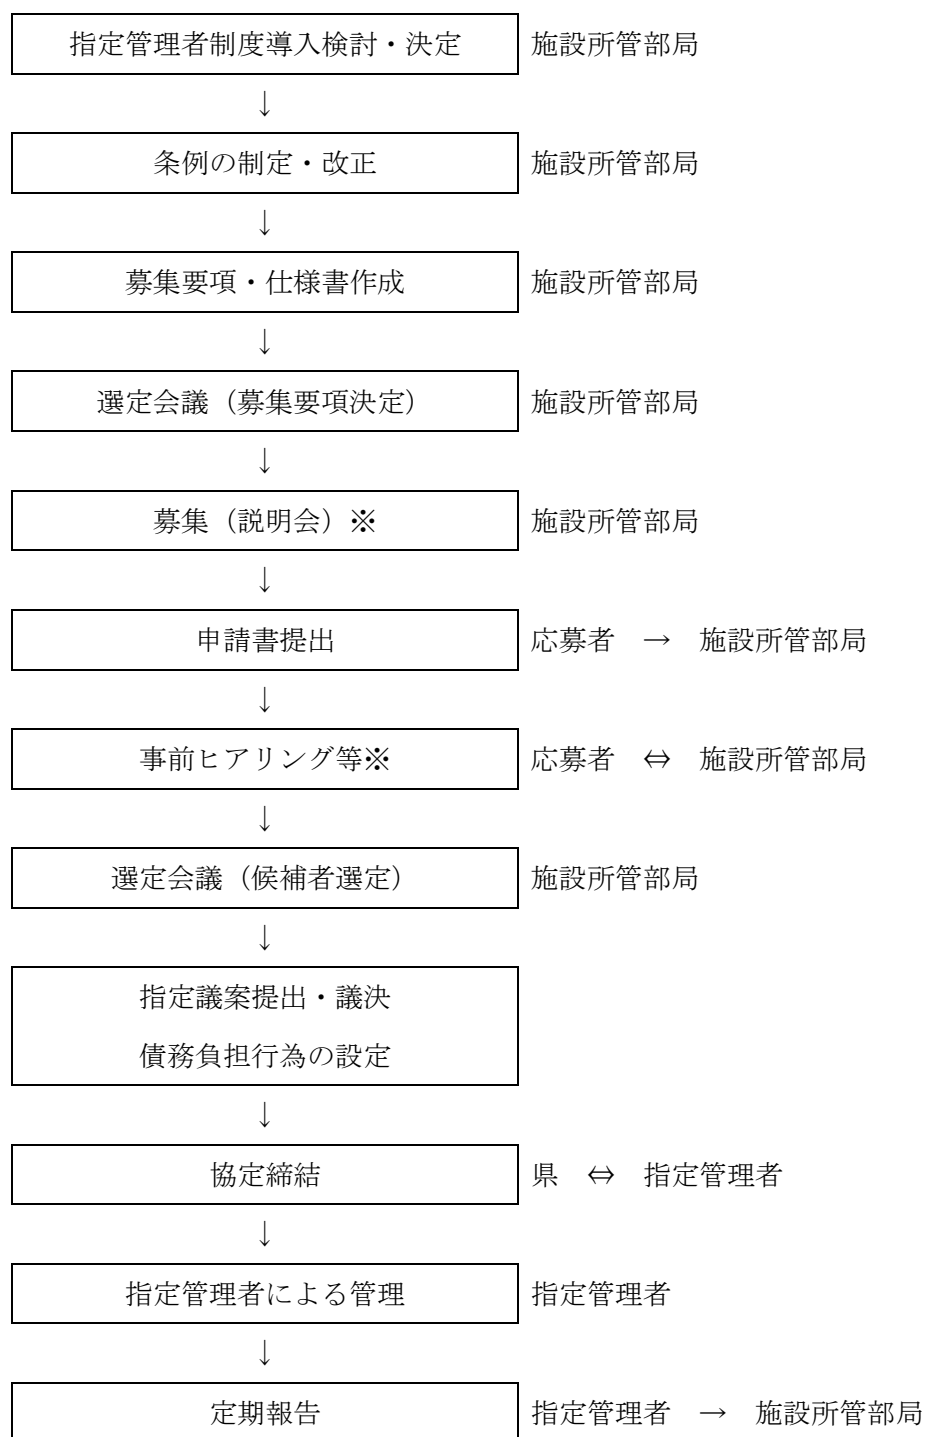 指定管理者制度導入検討・決定 施設所管部局
↓
条例の制定・改正 施設所管部局
↓
募集要項・仕様書作成 施設所管部局
↓
選定会議（募集要項決定） 施設所管部局
↓
募集（説明会）※ 施設所管部局
↓
申請書提出 応募者 → 施設所管部局
↓
事前ヒアリング等※ 応募者 ⇔ 施設所管部局
↓
選定会議（候補者選定） 施設所管部局
↓
指定議案提出・議決
債務負担行為の設定
↓
協定締結 県 ⇔ 指定管理者
↓
指定管理者による管理 指定管理者
↓
定期報告 指定管理者 → 施設所管部局